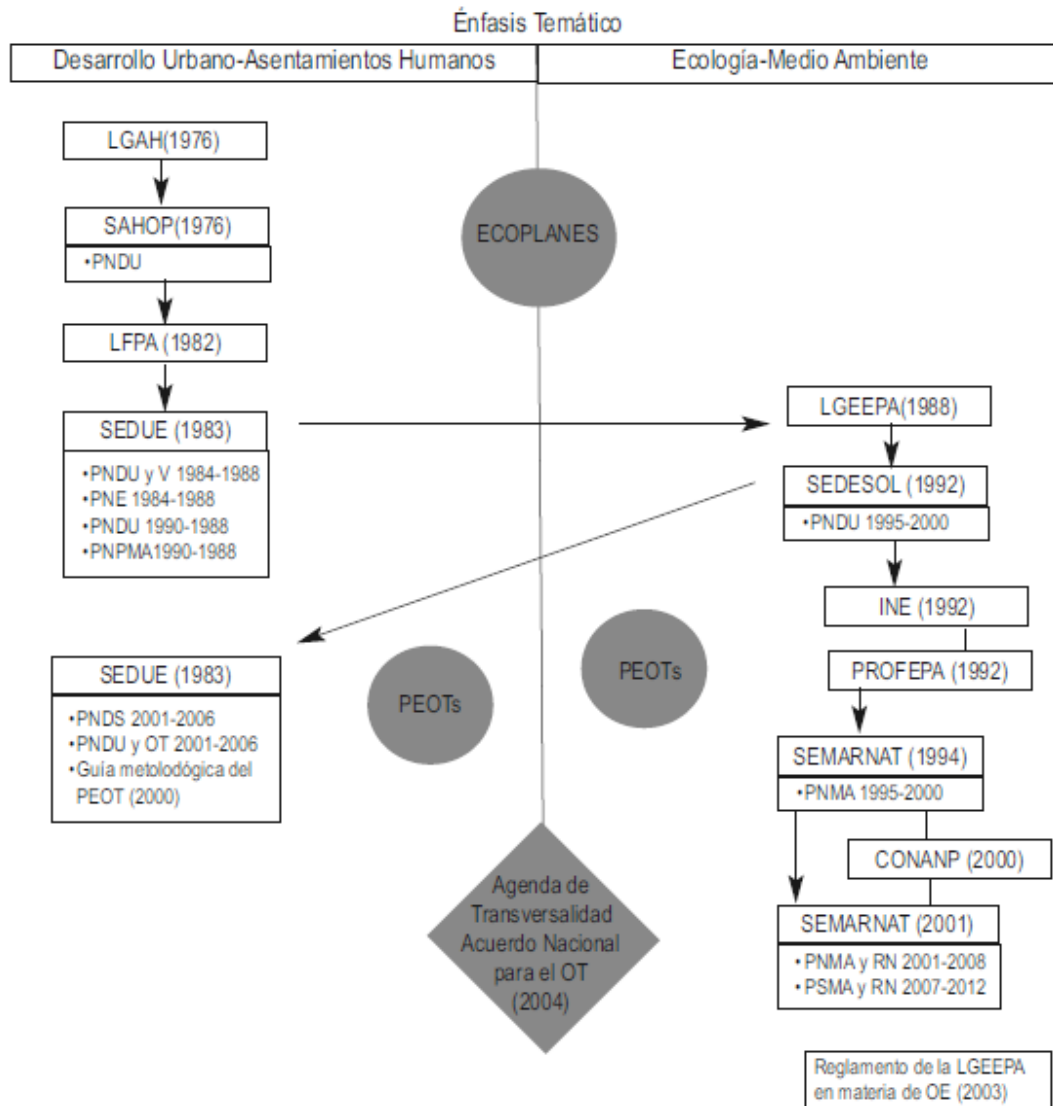 Énfasis Temático
Desarrollo Urbano-Asentamientos Humanos
Ecología-Medio Ambiente
LGAH(1976)
SAHOP(1976)
•PNDU
LFPA (1982)
SEDUE (1983)
•PNDU y V 1984-1988
•PNE 1984-1988
•PNDU 1990-1988
•PNPMA1990-1988
SEDUE (1983)
•PNDS 2001-2006
•PNDU y OT 2001-2006
•Guía metolodógica del
PEOT (2000)
ECOPLANES
PEOTs
PEOTs
Agenda de
Transversalidad
Acuerdo Nacional
para el OT
(2004)
LGEEPA(1988)
SEDESOL (1992)
•PNDU 1995-2000
INE (1992)
PROFEPA (1992)
SEMARNAT (1994)
•PNMA 1995-2000
CONANP (2000)
SEMARNAT (2001)
•PNMA y RN 2001-2008
•PSMA y RN 2007-2012
Reglamento de la LGEEPA
en materia de OE (2003)